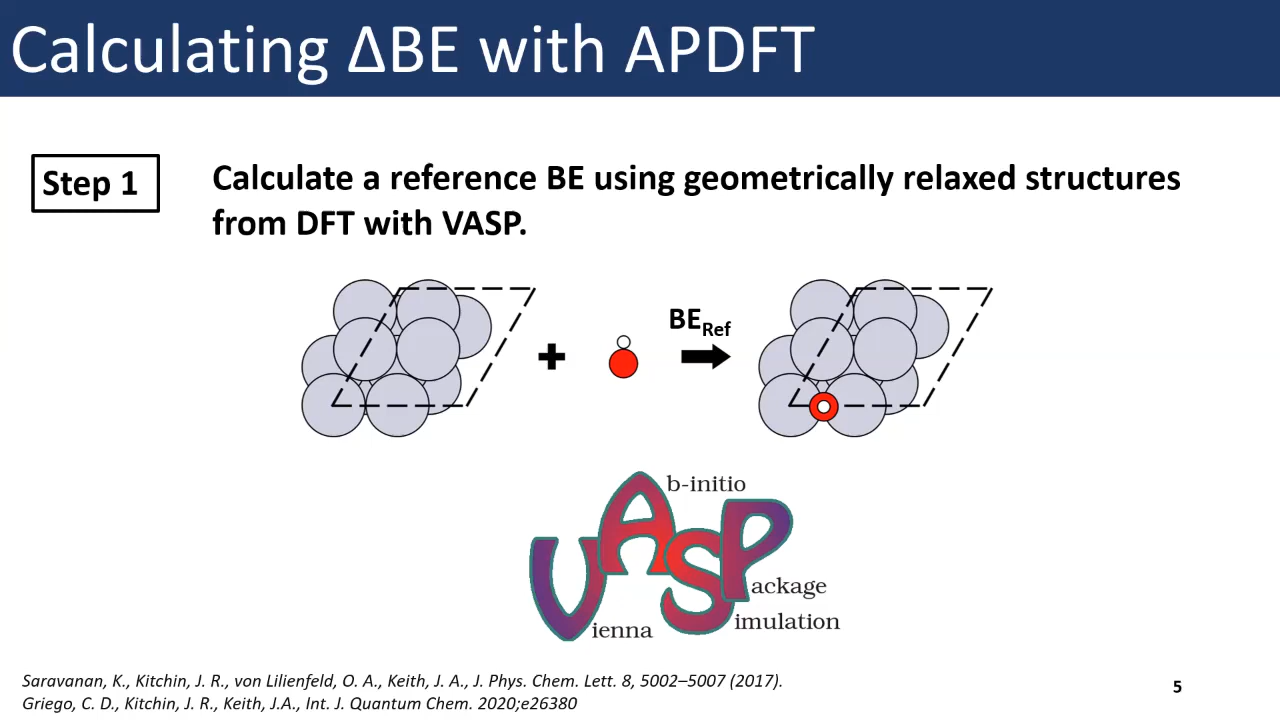 Calculating ΔBE with APDFT
Step 1
Calculate a reference BE using geometrically relaxed structures
from DFT with VASP.
BERef
VASP
b-initio
ackage
imulation
ienna
Saravanan, K., Kitchin, J. R., von Lilienfeld, O. A., Keith, J. A., J. Phys. Chem. Lett. 8, 5002–5007 (2017).
Griego, C. D., Kitchin, J. R., Keith, J.A., Int. J. Quantum Chem. 2020;e26380
5